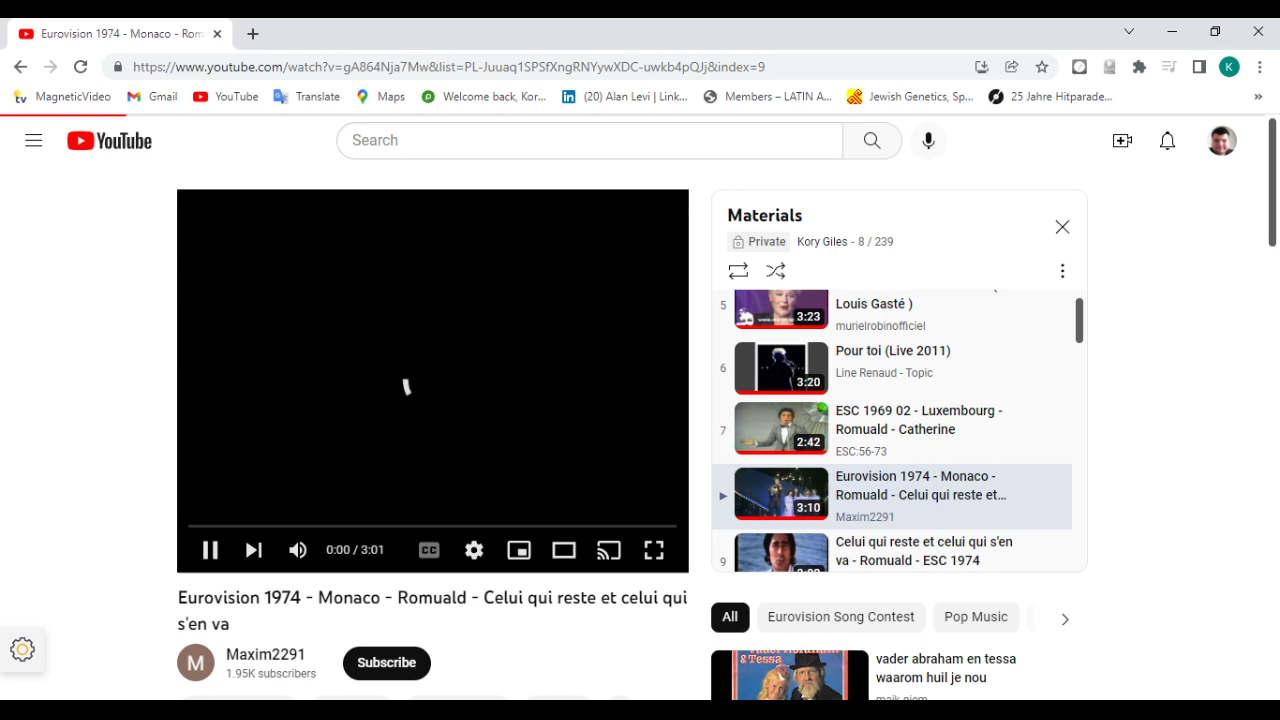 Eurovision 1974 - Monaco - Rom
https://www.youtube.com/watch?v=gA864Nja7Mw&list=PL-Juuaq1SPSfXngRNYywXDC-uwkb4pQJj&index=9
K
MagneticVideo
Gmail
YouTube
Translate
Maps
Welcome back, Kor...
(20) Alan Levi | Link...
Members – LATIN A...
Jewish Genetics, Sp...
25 Jahre Hitparade...
»
YouTube
Search
Materials
Private Kory Giles - 8 / 239
5
3:23
Louis Gasté )
murielrobinofficiel
6
3:20
Pour toi (Live 2011)
Line Renaud - Topic
7
2:42
ESC 1969 02 - Luxembourg -
Romuald - Catherine
ESC:56-73
3:10
Eurovision 1974 - Monaco -
Romuald - Celui qui reste et...
Maxim2291
9
Celui qui reste et celui qui s'en
va - Romuald - ESC 1974
0:00 / 3:01
CC
Eurovision 1974 - Monaco - Romuald - Celui qui reste et celui qui
s'en va
M
Maxim2291
1.95K subscribers
Subscribe
All
Eurovision Song Contest
Pop Music
& Tessa
vader abraham en tessa
waarom huil je nou